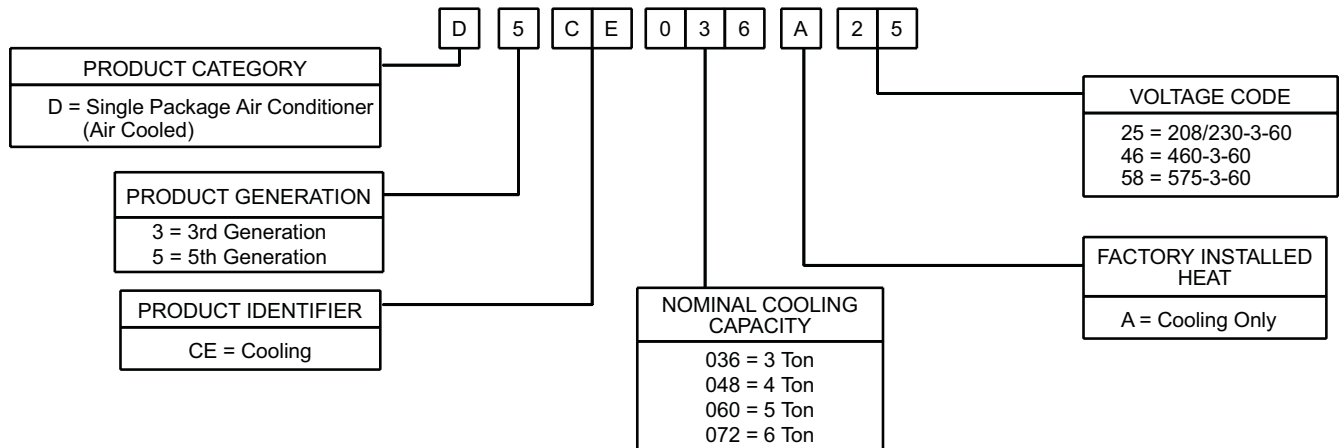 D 5 C E 0 3 6 A 2 5
PRODUCT CATEGORY
D = Single Package Air Conditioner
(Air Cooled)
PRODUCT GENERATION
3 = 3rd Generation
5 = 5th Generation
PRODUCT IDENTIFIER
CE = Cooling
NOMINAL COOLING
CAPACITY
036 = 3 Ton
048 = 4 Ton
060 = 5 Ton
072 = 6 Ton
VOLTAGE CODE
25 = 208/230-3-60
46 = 460-3-60
58 = 575-3-60
FACTORY INSTALLED
HEAT
A = Cooling Only